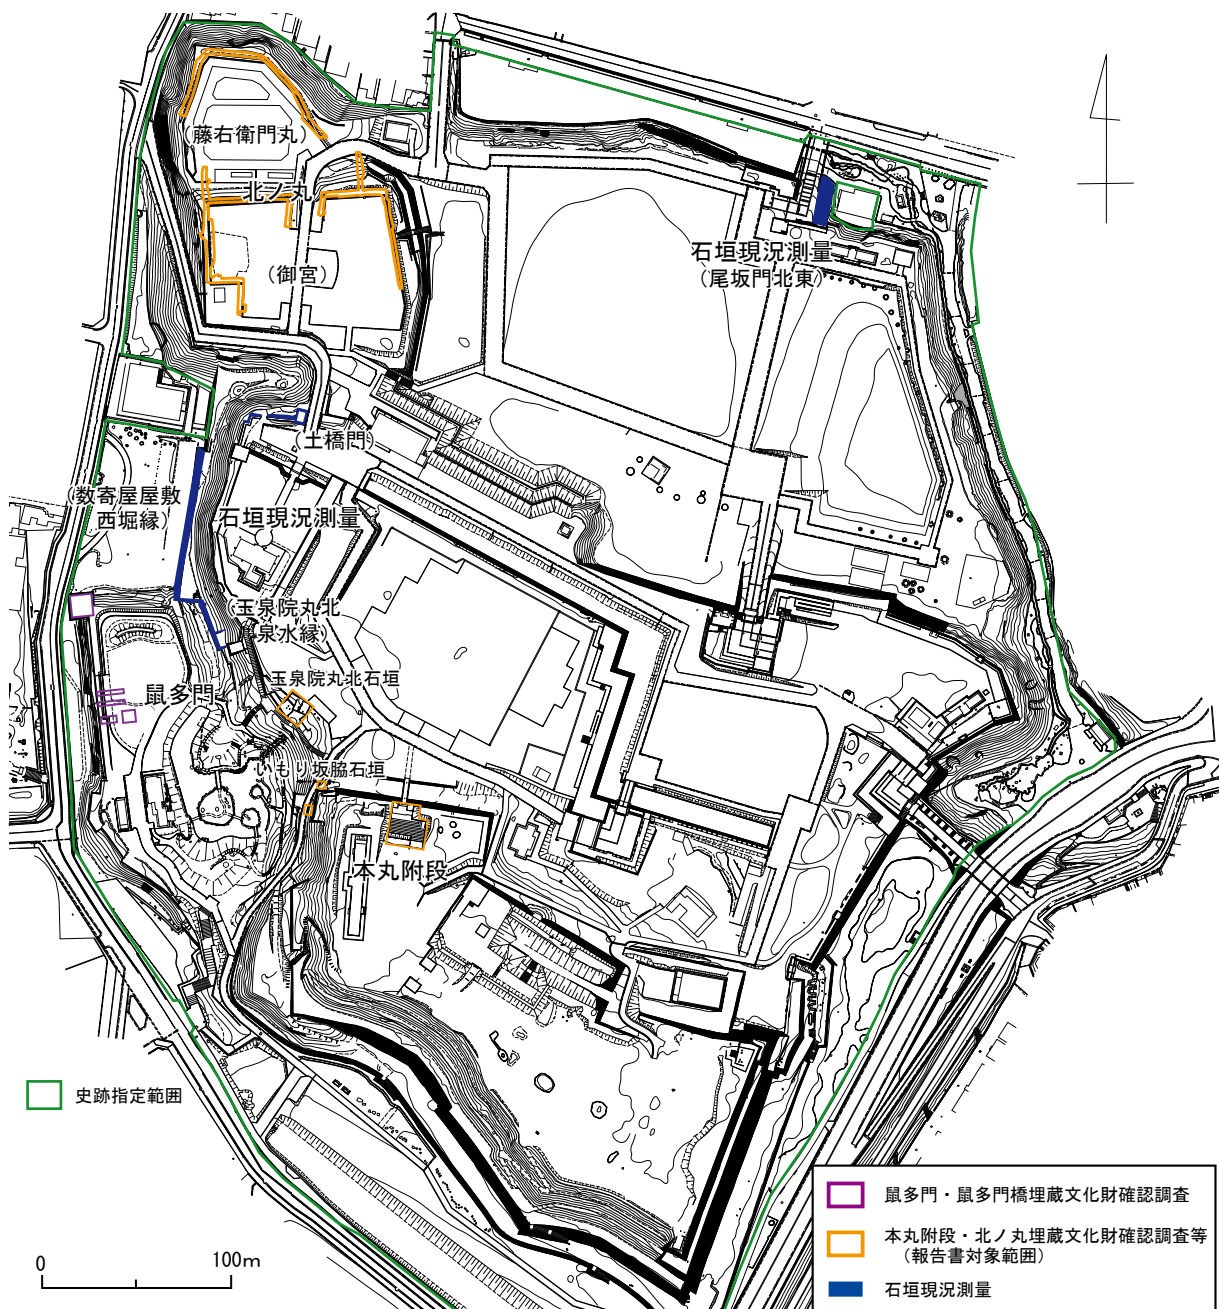 (藤右衛門丸)
北ノ丸
(御宮)
石垣現況測量
(尾坂門北東)
(土橋門)
(数寄屋屋敷
西堀縁)
石垣現況測量
(玉泉院丸北
泉水縁)
玉泉院丸北石垣
鼠多門
いもり坂脇石垣
本丸附段
史跡指定範囲
0 100m
鼠多門・鼠多門橋埋蔵文化財確認調査
本丸附段・北ノ丸埋蔵文化財確認調査等
(報告書対象範囲)
石垣現況測量